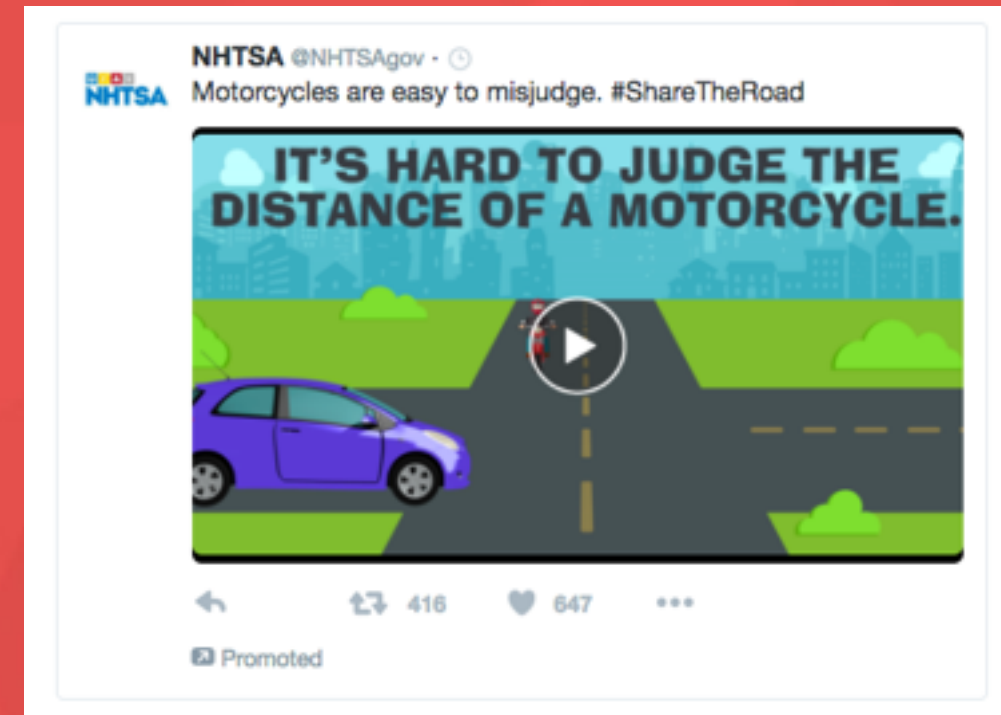 NHTSA @NHTSAgov ·
NHTSA
Motorcycles are easy to misjudge. #ShareTheRoad
IT'S HARD TO JUDGE THE
DISTANCE OF A MOTORCYCLE.
416 647
Promoted